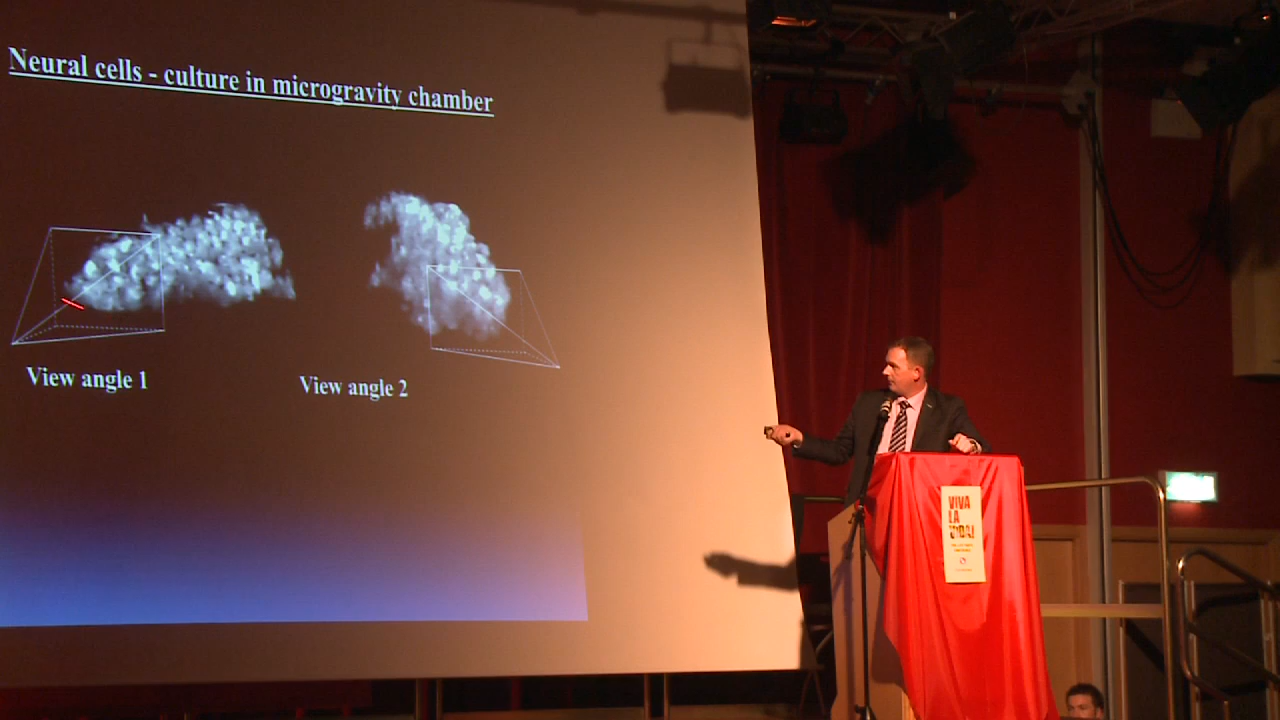 Neural cells - culture in microgravity chamber
View angle 1
View angle 2
VIVA
LA